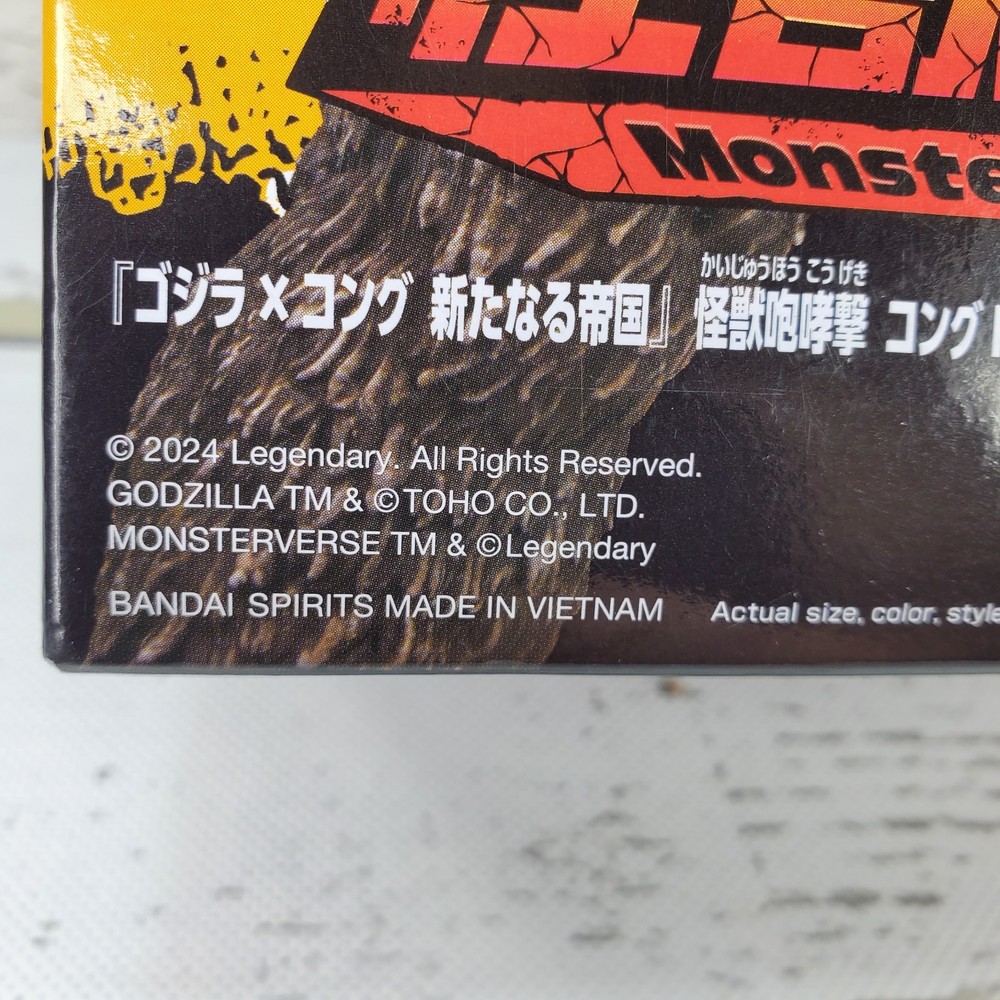 Monste
かいじゅうほうこうげき
『ゴジラ×コング 新たなる帝国』怪獣咆哮撃 コング
© 2024 Legendary. All Rights Reserved.
GODZILLA TM & © TOHO CO., LTD.
MONSTERVERSE TM & © Legendary
BANDAI SPIRITS MADE IN VIETNAM Actual size, color, style